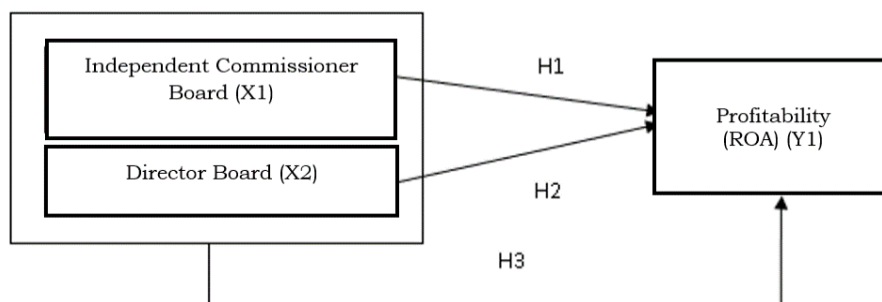 Independent Commissioner
Board (X1)
H1
Profitability
(ROA) (Y1)
Director Board (X2)
H2
H3